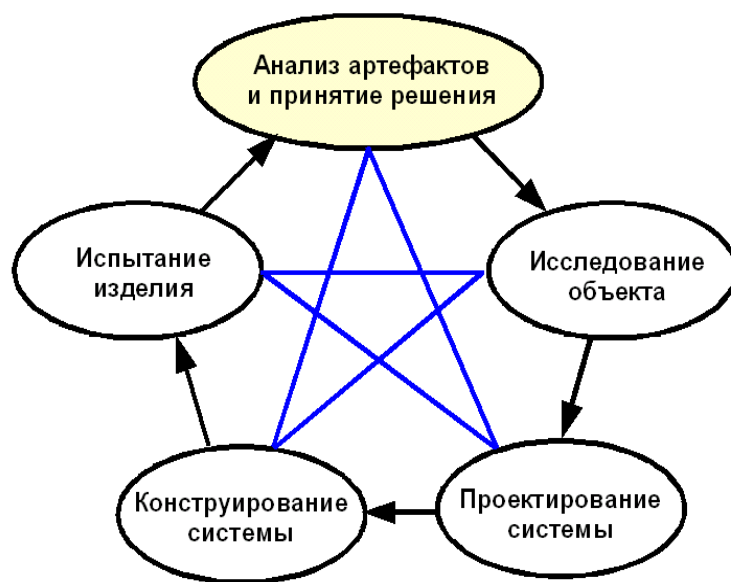 Анализ артефактов
и принятие решения
Испытание
изделия
Исследование
объекта
Конструирование
системы
Проектирование
системы